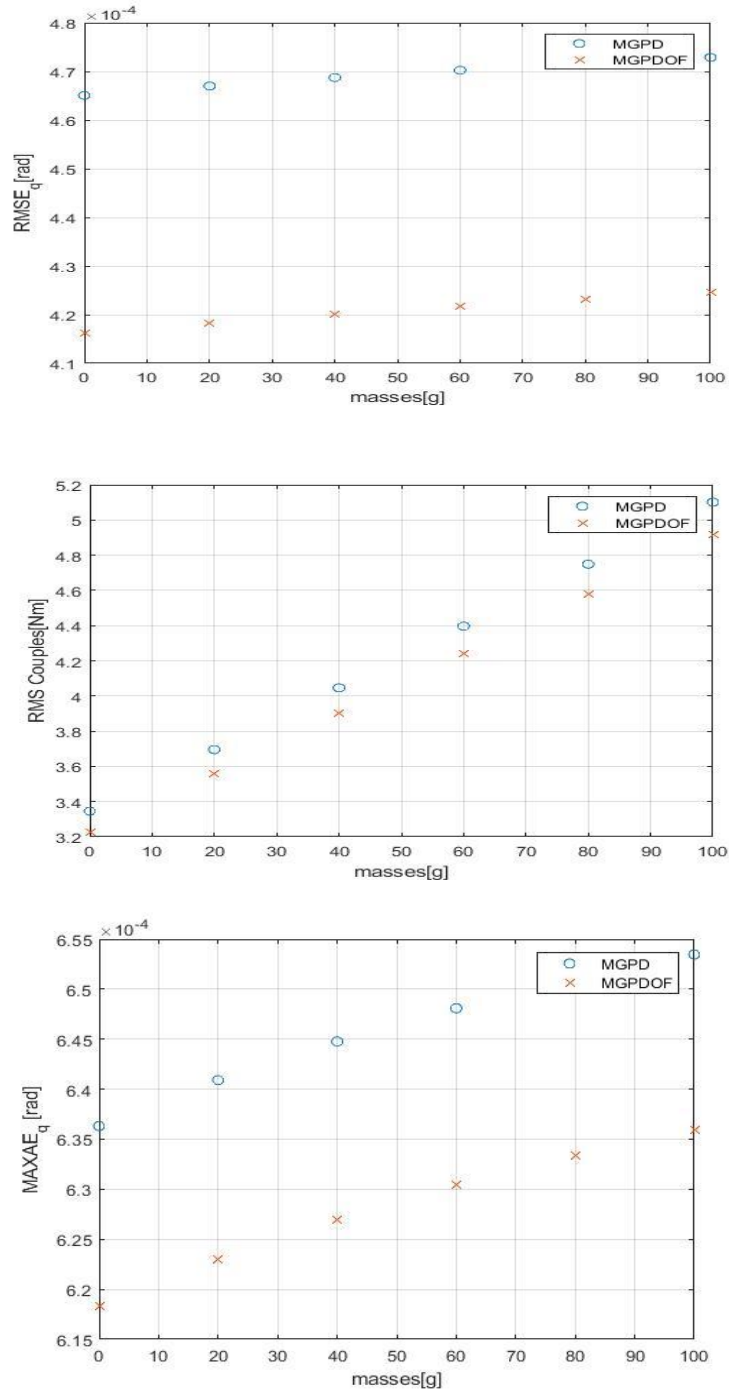 × 10⁻⁴
4.8
4.7
4.6
4.5
4.4
4.3
4.2
4.1
RMSE_q[rad]
MGPD
MGPDOF
0 10 20 30 40 50 60 70 80 90 100
masses[g]
5.2
5
4.8
4.6
4.4
4.2
4
3.8
3.6
3.4
3.2
RMS Couples[Nm]
MGPD
MGPDOF
0 10 20 30 40 50 60 70 80 90 100
masses[g]
× 10⁻⁴
6.55
6.5
6.45
6.4
6.35
6.3
6.25
6.2
6.15
MAXAE_q [rad]
MGPD
MGPDOF
0 10 20 30 40 50 60 70 80 90 100
masses[g]